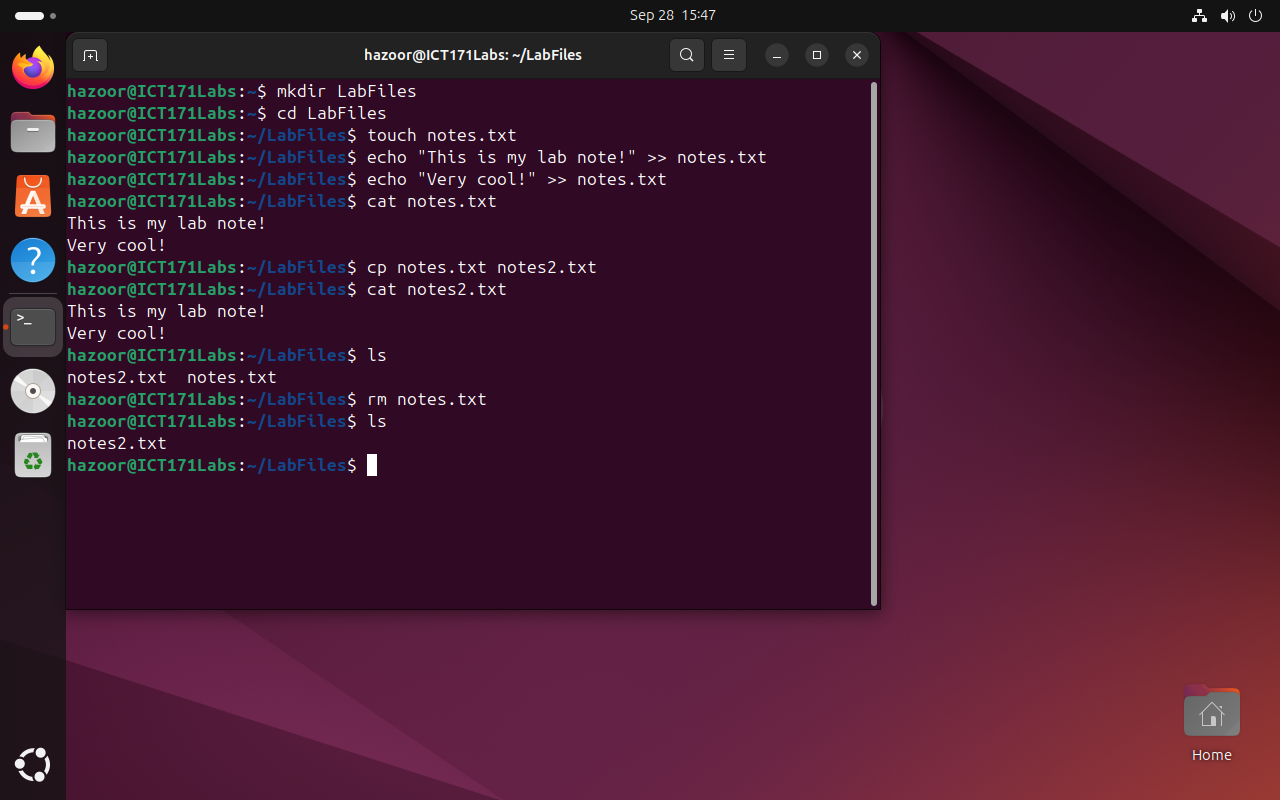 Sep 28 15:47
hazoor@ICT171Labs: ~/LabFiles
hazoor@ICT171Labs:~$ mkdir LabFiles
hazoor@ICT171Labs:~$ cd LabFiles
hazoor@ICT171Labs:~/LabFiles$ touch notes.txt
hazoor@ICT171Labs:~/LabFiles$ echo "This is my lab note!" >> notes.txt
hazoor@ICT171Labs:~/LabFiles$ echo "Very cool!" >> notes.txt
hazoor@ICT171Labs:~/LabFiles$ cat notes.txt
This is my lab note!
Very cool!
hazoor@ICT171Labs:~/LabFiles$ cp notes.txt notes2.txt
hazoor@ICT171Labs:~/LabFiles$ cat notes2.txt
This is my lab note!
Very cool!
hazoor@ICT171Labs:~/LabFiles$ ls
notes2.txt  notes.txt
hazoor@ICT171Labs:~/LabFiles$ rm notes.txt
hazoor@ICT171Labs:~/LabFiles$ ls
notes2.txt
hazoor@ICT171Labs:~/LabFiles$
Home